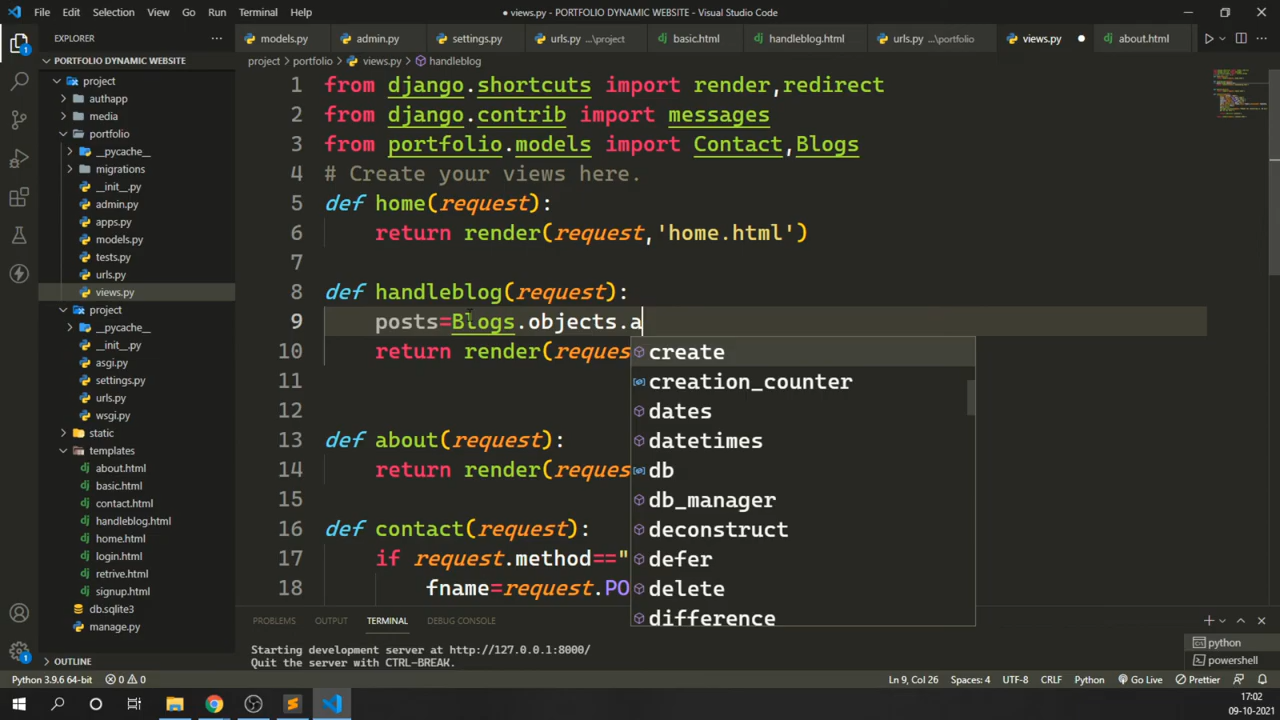 File Edit Selection View Go Run Terminal Help
● views.py - PORTFOLIO DYNAMIC WEBSITE - Visual Studio Code
EXPLORER
models.py admin.py settings.py urls.py ...\project basic.html handleblog.html urls.py ...\portfolio views.py ● about.html
PORTFOLIO DYNAMIC WEBSITE
project > portfolio > views.py > handleblog
project
authapp
media
portfolio
__pycache__
migrations
__init__.py
admin.py
apps.py
models.py
tests.py
urls.py
views.py
project
__pycache__
__init__.py
asgi.py
settings.py
urls.py
wsgi.py
static
templates
about.html
basic.html
contact.html
handleblog.html
home.html
login.html
retrive.html
signup.html
db.sqlite3
manage.py
OUTLINE
1 from django.shortcuts import render,redirect
2 from django.contrib import messages
3 from portfolio.models import Contact,Blogs
4 # Create your views here.
5 def home(request):
6 return render(request,'home.html')
7
8 def handleblog(request):
9 posts=Blogs.objects.a
10 return render(reques
11
12
13 def about(request):
14 return render(reques
15
16 def contact(request):
17 if request.method=="
18 fname=request.PO
create
creation_counter
dates
datetimes
db
db_manager
deconstruct
defer
delete
difference
PROBLEMS OUTPUT TERMINAL DEBUG CONSOLE
Starting development server at http://127.0.0.1:8000/
Quit the server with CTRL-BREAK.
python
powershell
1
1
Python 3.9.6 64-bit 0 0 Ln 9, Col 26 Spaces: 4 UTF-8 CRLF Python Go Live Prettier
17:02
09-10-2021